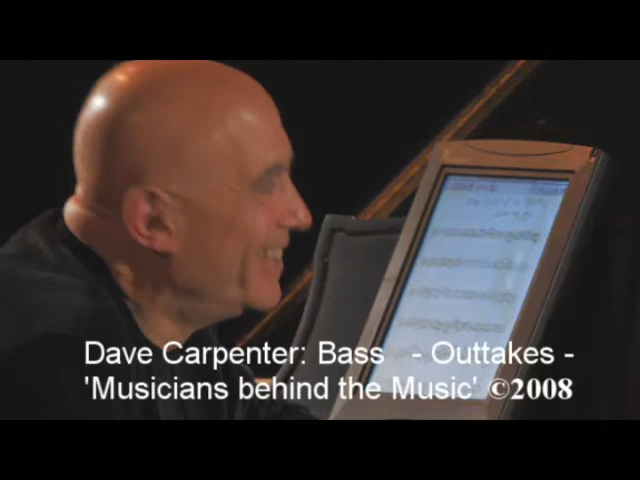 Dave Carpenter: Bass - Outtakes -
'Musicians behind the Music' ©2008